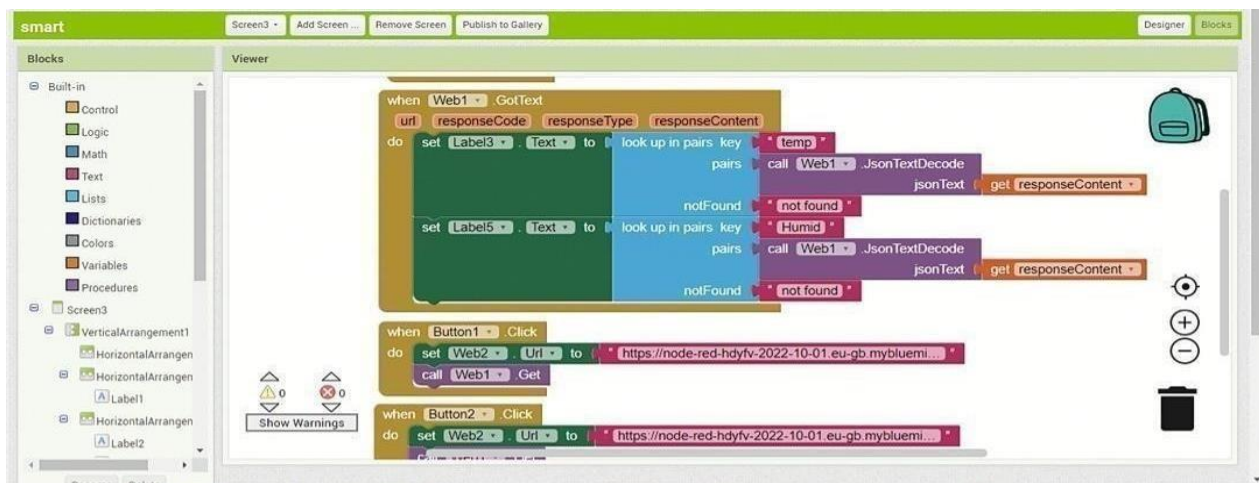 smart
Screen3
Add Screen ...
Remove Screen
Publish to Gallery
Designer
Blocks
Blocks
Viewer
Built-in
Control
Logic
Math
Text
Lists
Dictionaries
Colors
Variables
Procedures
Screen3
VerticalArrangement1
HorizontalArrangen
HorizontalArrangen
Label1
HorizontalArrangen
Label2
when Web1 .GotText
url responseCode responseType responseContent
do set Label3 . Text to look up in pairs key " temp "
pairs call Web1 .JsonTextDecode
jsonText get responseContent
notFound " not found "
set Label5 . Text to look up in pairs key " Humid "
pairs call Web1 .JsonTextDecode
jsonText get responseContent
notFound " not found "
when Button1 .Click
do set Web2 . Url to " https://node-red-hdyfv-2022-10-01.eu-gb.mybluemi... "
call Web1 .Get
when Button2 .Click
do set Web2 . Url to " https://node-red-hdyfv-2022-10-01.eu-gb.mybluemi... "
0 0
Show Warnings